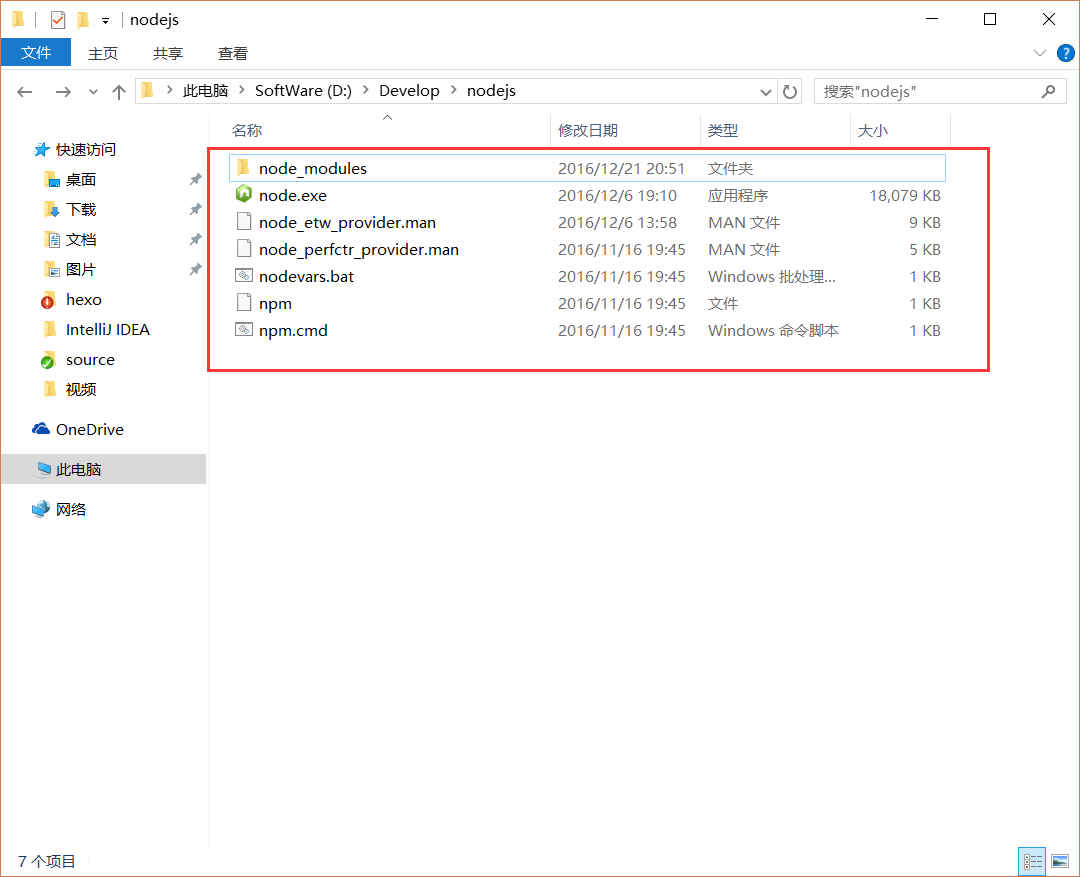 nodejs
文件 主页 共享 查看
此电脑 SoftWare (D:) Develop nodejs 搜索"nodejs"
名称 修改日期 类型 大小
快速访问
桌面
下载
文档
图片
hexo
IntelliJ IDEA
source
视频
OneDrive
此电脑
网络
node_modules 2016/12/21 20:51 文件夹
node.exe 2016/12/6 19:10 应用程序 18,079 KB
node_etw_provider.man 2016/12/6 13:58 MAN 文件 9 KB
node_perfctr_provider.man 2016/11/16 19:45 MAN 文件 5 KB
nodevars.bat 2016/11/16 19:45 Windows 批处理... 1 KB
npm 2016/11/16 19:45 文件 1 KB
npm.cmd 2016/11/16 19:45 Windows 命令脚本 1 KB
7 个项目